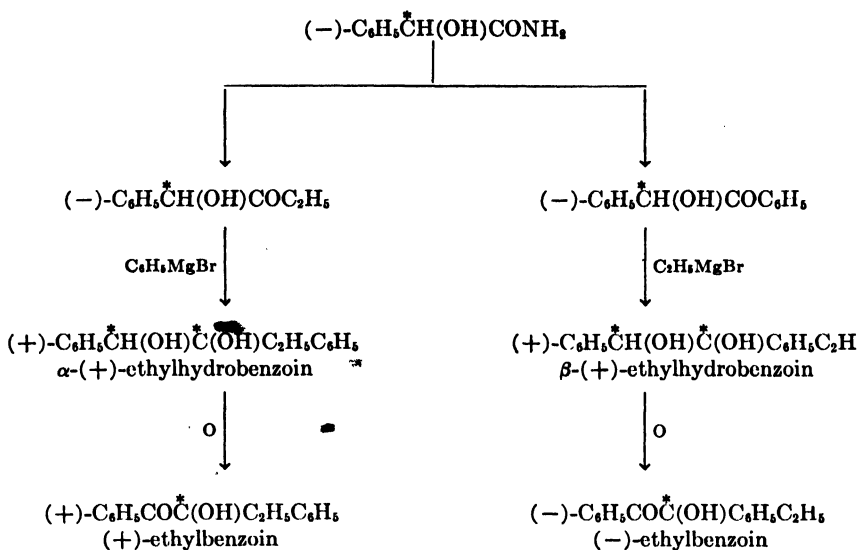 (−)-C₆H₅C*H(OH)CONH₂
(−)-C₆H₅C*H(OH)COC₂H₅ (−)-C₆H₅C*H(OH)COC₆H₅
C₆H₅MgBr C₂H₅MgBr
(+)-C₆H₅C*H(OH)C*(OH)C₂H₅C₆H₅ (+)-C₆H₅C*H(OH)C*(OH)C₆H₅C₂H
α-(+)-ethylhydrobenzoin β-(+)-ethylhydrobenzoin
O O
(+)-C₆H₅COC*(OH)C₂H₅C₆H₅ (−)-C₆H₅COC*(OH)C₆H₅C₂H₅
(+)-ethylbenzoin (−)-ethylbenzoin